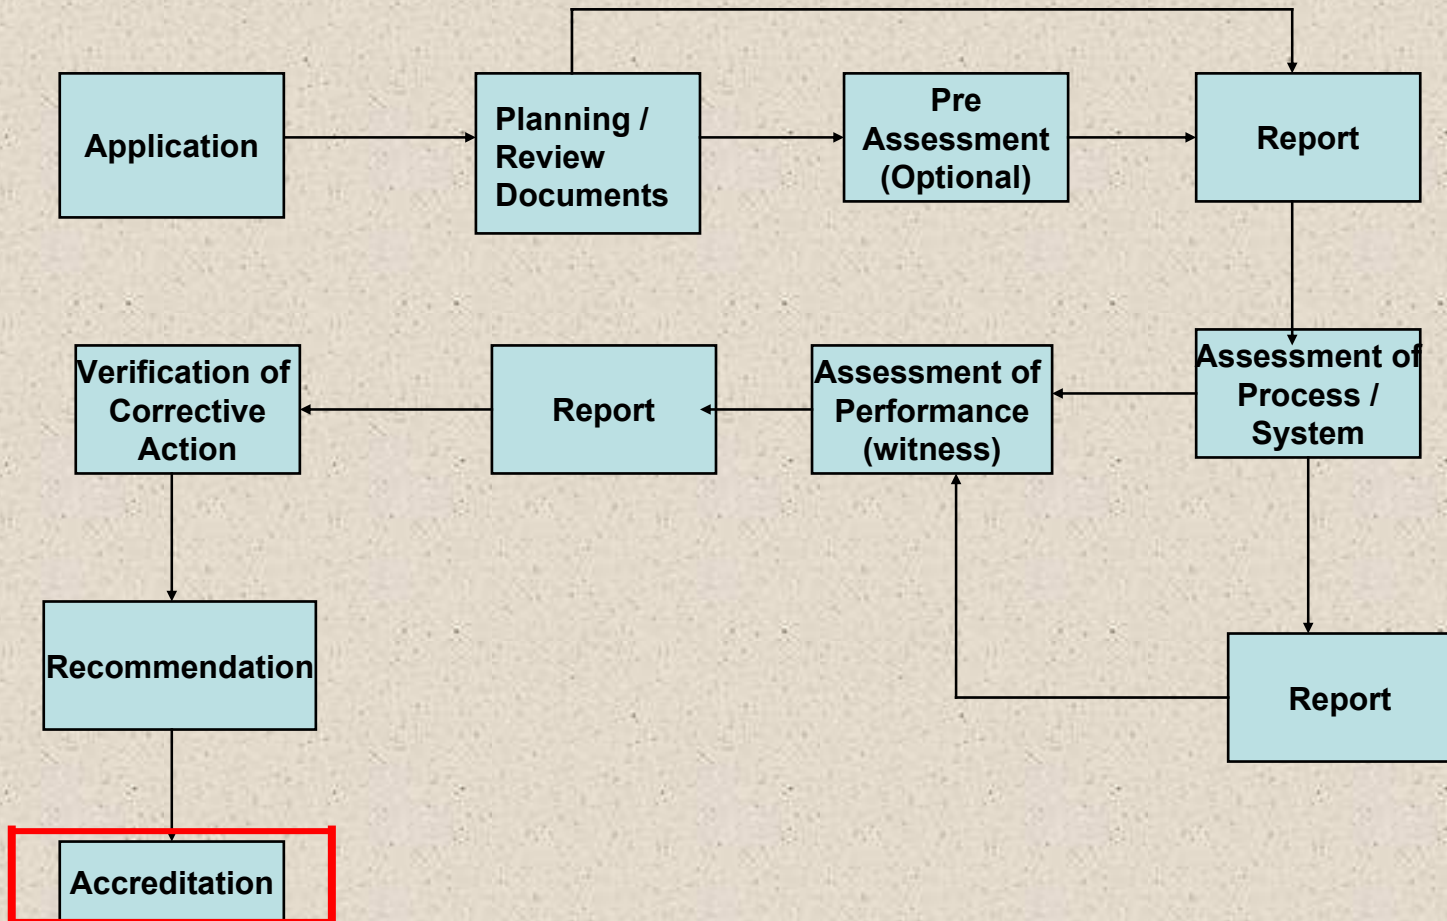 Application
Planning /
Review
Documents
Pre
Assessment
(Optional)
Report
Verification of
Corrective
Action
Report
Assessment of
Performance
(witness)
Assessment of
Process /
System
Recommendation
Report
Accreditation